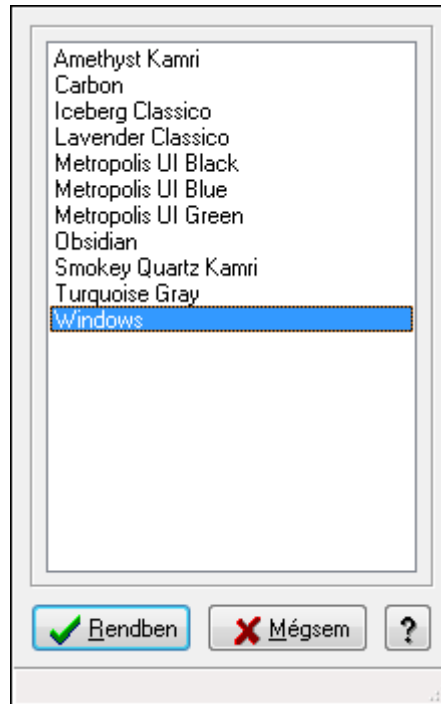 Amethyst Kamri
Carbon
Iceberg Classico
Lavender Classico
Metropolis UI Black
Metropolis UI Blue
Metropolis UI Green
Obsidian
Smokey Quartz Kamri
Turquoise Gray
Windows
Rendben Mégsem ?